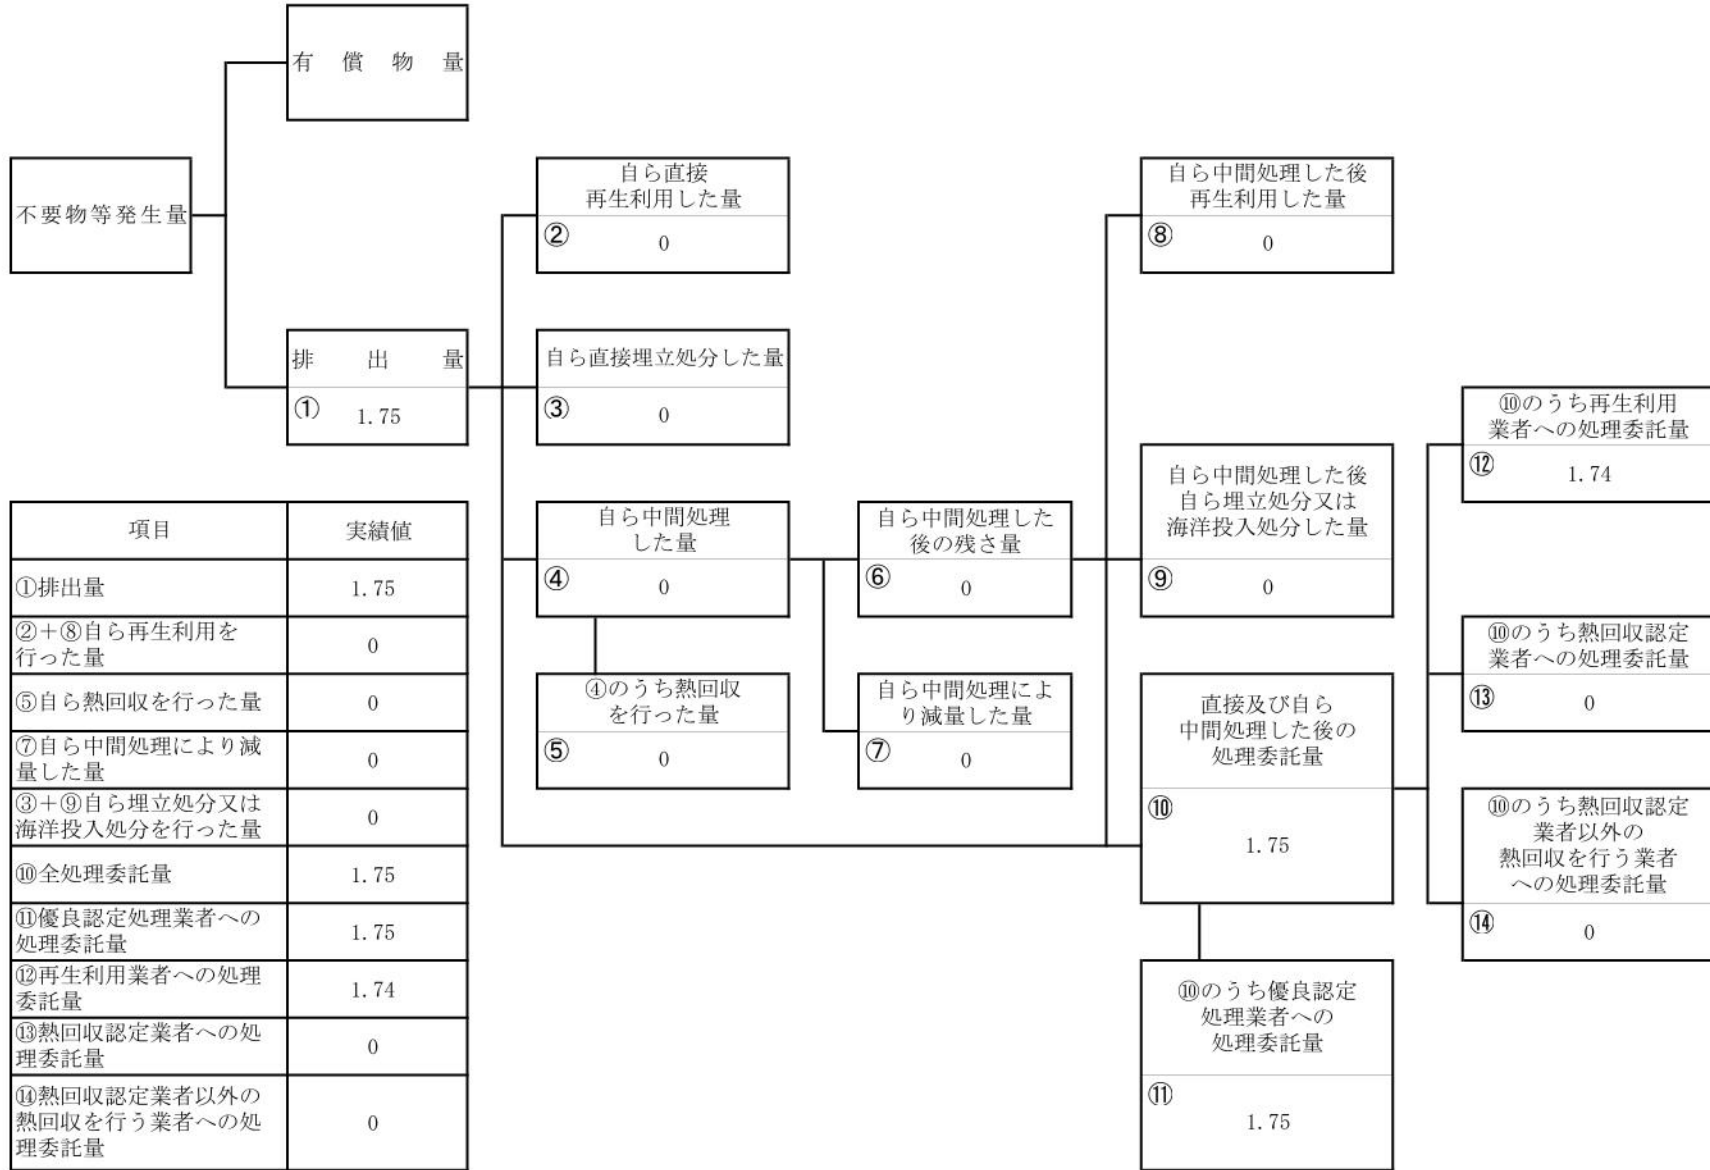 有償物量
不要物等発生量
排出量
① 1.75
自ら直接
再生利用した量
② 0
自ら直接埋立処分した量
③ 0
自ら中間処理
した量
④ 0
④のうち熱回収
を行った量
⑤ 0
自ら中間処理した
後の残さ量
⑥ 0
自ら中間処理によ
り減量した量
⑦ 0
自ら中間処理した後
再生利用した量
⑧ 0
自ら中間処理した後
自ら埋立処分又は
海洋投入処分した量
⑨ 0
直接及び自ら
中間処理した後の
処理委託量
⑩
1.75
⑩のうち優良認定
処理業者への
処理委託量
⑪
1.75
⑩のうち再生利用
業者への処理委託量
⑫ 1.74
⑩のうち熱回収認定
業者への処理委託量
⑬ 0
⑩のうち熱回収認定
業者以外の
熱回収を行う業者
への処理委託量
⑭ 0
項目 実績値
①排出量 1.75
②+⑧自ら再生利用を
行った量 0
⑤自ら熱回収を行った量 0
⑦自ら中間処理により減
量した量 0
③+⑨自ら埋立処分又は
海洋投入処分を行った量 0
⑩全処理委託量 1.75
⑪優良認定処理業者への
処理委託量 1.75
⑫再生利用業者への処理
委託量 1.74
⑬熱回収認定業者への処
理委託量 0
⑭熱回収認定業者以外の
熱回収を行う業者への処
理委託量 0